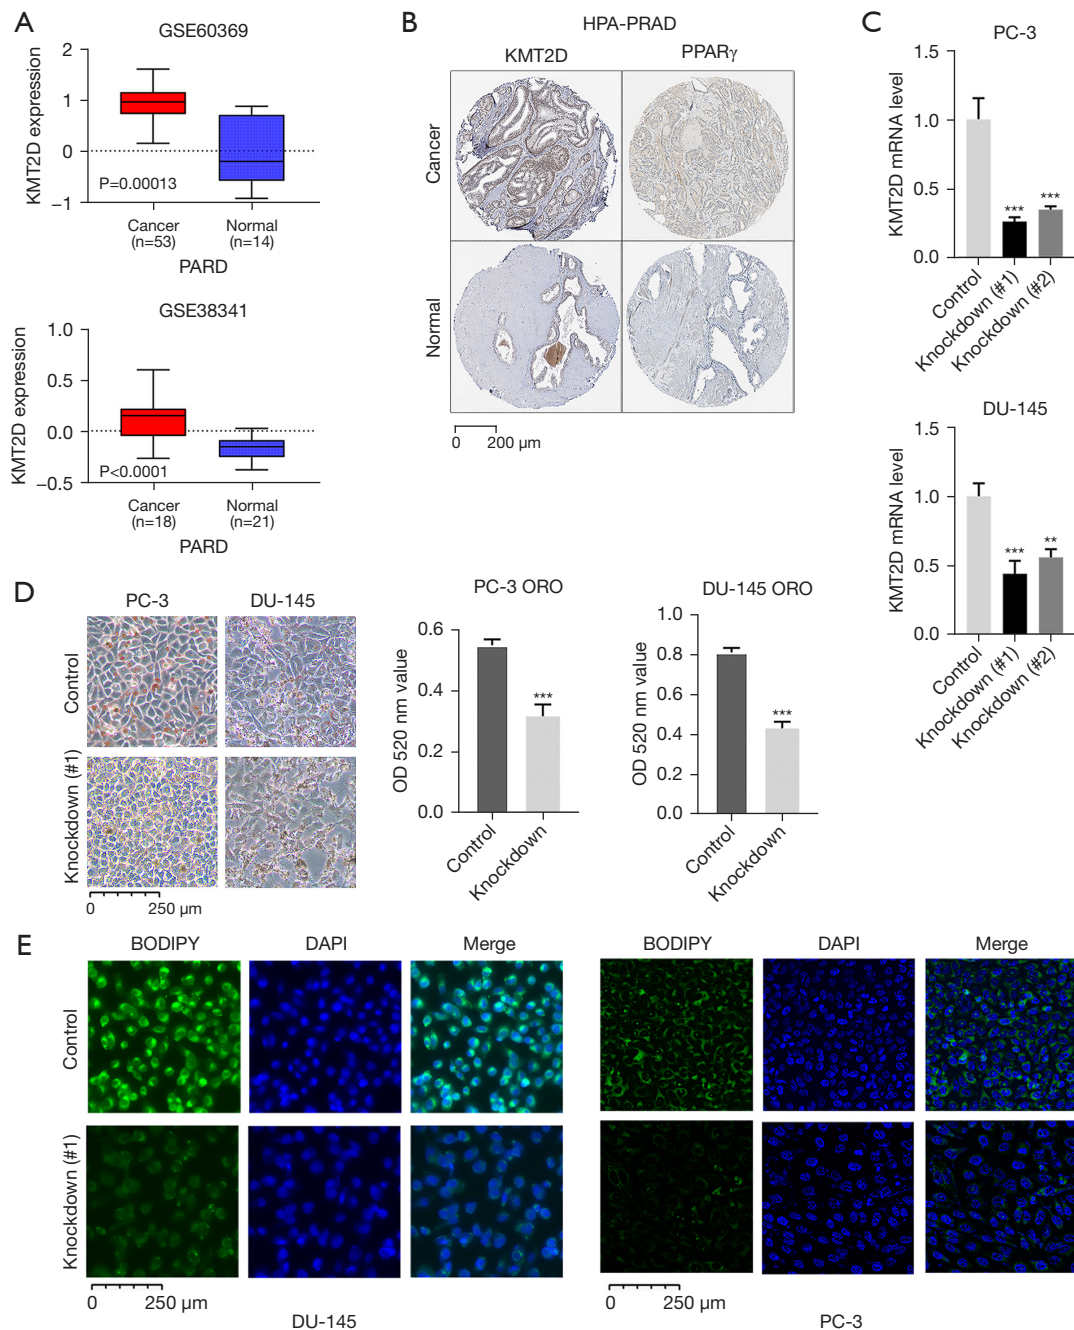 A
GSE60369
KMT2D expression
2
1
0
−1
P=0.00013
Cancer
(n=53)
Normal
(n=14)
PARD
GSE38341
KMT2D expression
1.0
0.5
0.0
−0.5
P<0.0001
Cancer
(n=18)
Normal
(n=21)
PARD
B
HPA-PRAD
KMT2D
PPARγ
Cancer
Normal
0
200 μm
C
PC-3
KMT2D mRNA level
1.5
1.0
0.5
0.0
***
***
Control
Knockdown (#1)
Knockdown (#2)
DU-145
KMT2D mRNA level
1.5
1.0
0.5
0.0
***
**
Control
Knockdown (#1)
Knockdown (#2)
D
PC-3
DU-145
Control
Knockdown (#1)
0
250 μm
PC-3 ORO
OD 520 nm value
0.6
0.4
0.2
0.0
***
Control
Knockdown
DU-145 ORO
OD 520 nm value
1.0
0.8
0.6
0.4
0.2
0.0
***
Control
Knockdown
E
BODIPY
DAPI
Merge
Control
Knockdown (#1)
0
250 μm
DU-145
BODIPY
DAPI
Merge
0
250 μm
PC-3